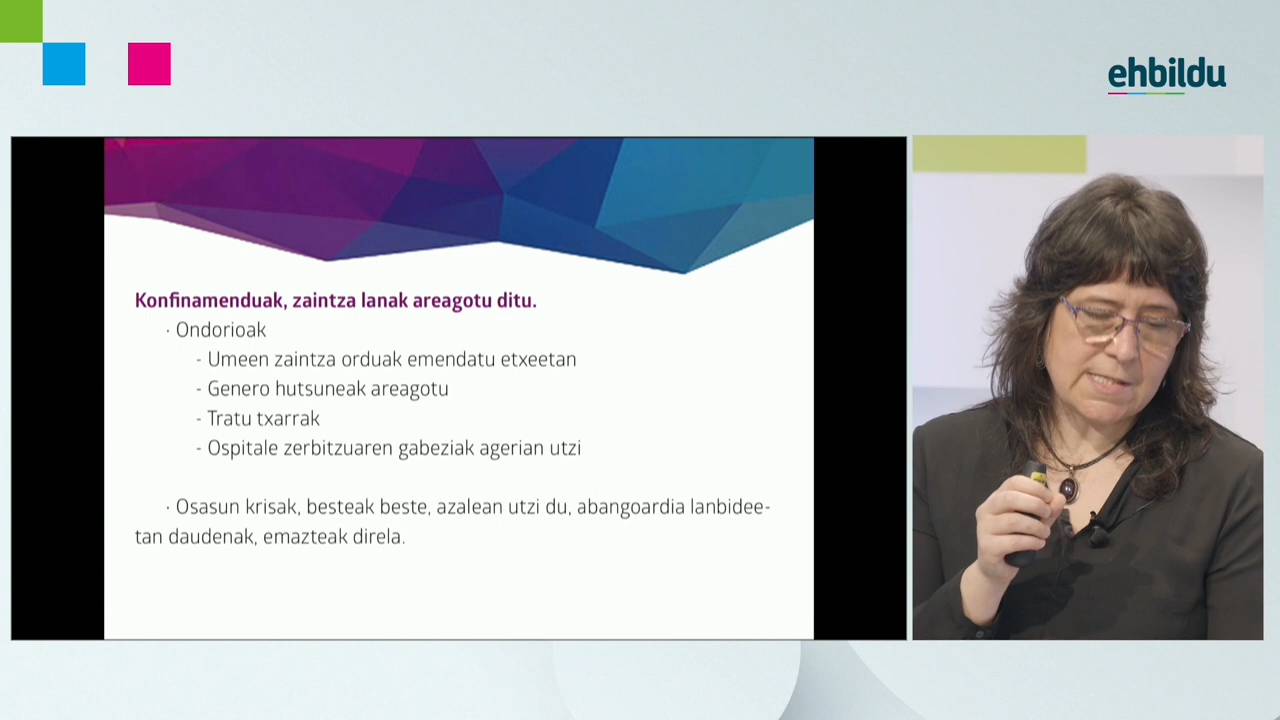 ehbildu
Konfinamenduak, zaintza lanak areagotu ditu.
· Ondorioak
- Umeen zaintza orduak emendatu etxeetan
- Genero hutsuneak areagotu
- Tratu txarrak
- Ospitale zerbitzuaren gabeziak agerian utzi
· Osasun krisak, besteak beste, azalean utzi du, abangoardia lanbidee-
tan daudenak, emazteak direla.